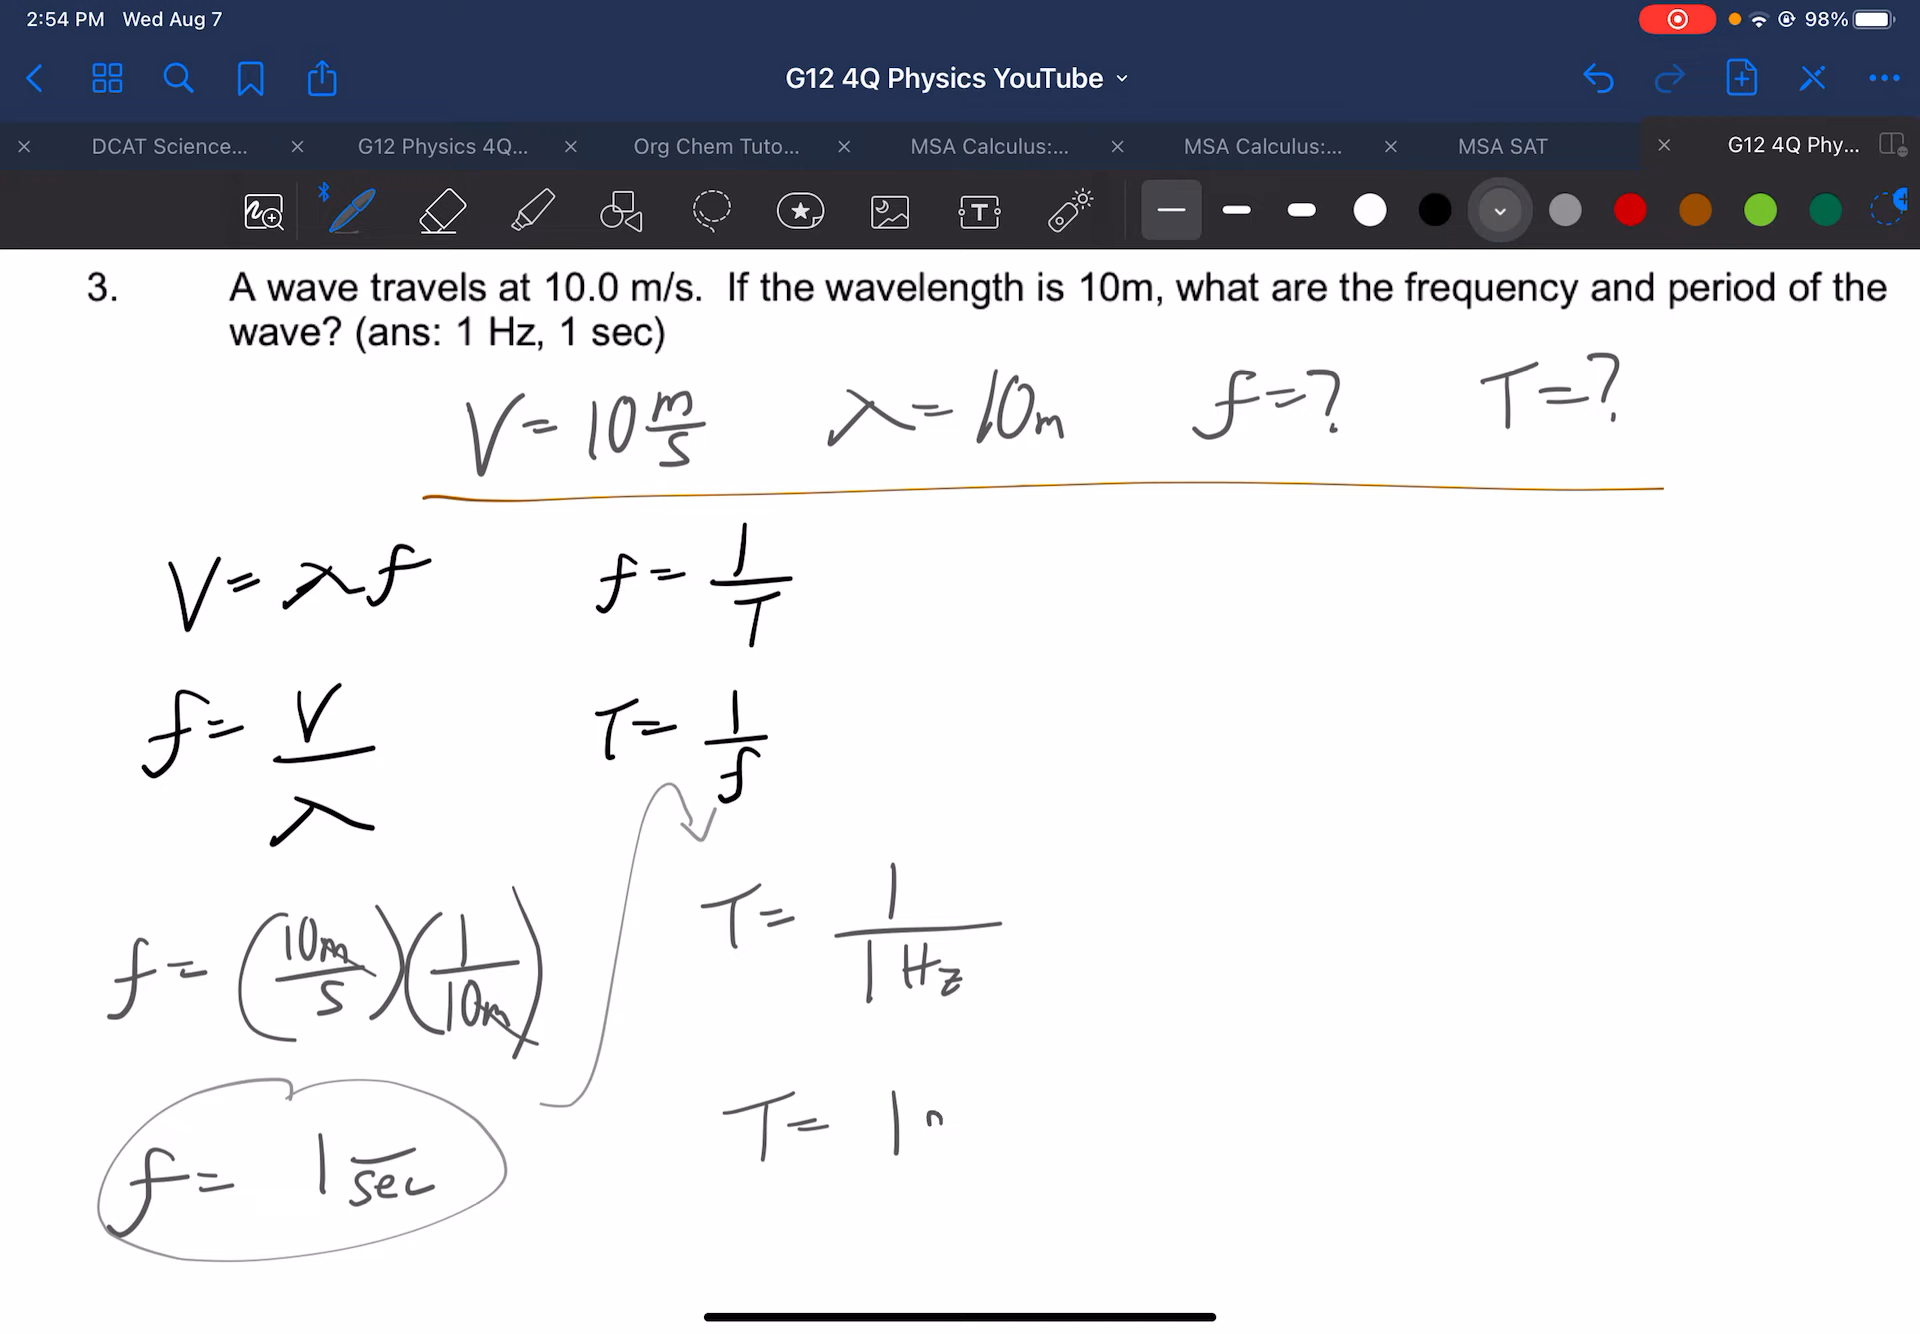 2:54 PM Wed Aug 7
98%
G12 4Q Physics YouTube
DCAT Science...
G12 Physics 4Q...
Org Chem Tuto...
MSA Calculus:...
MSA Calculus:...
MSA SAT
G12 4Q Phy...
3. A wave travels at 10.0 m/s. If the wavelength is 10m, what are the frequency and period of the
wave? (ans: 1 Hz, 1 sec)
V = 10 m/s λ = 10m f = ? T = ?
V = λf f = 1/T
f = V/λ T = 1/f
f = (10m/s)(1/10m) T = 1/1 Hz
f = 1 /sec T = 1